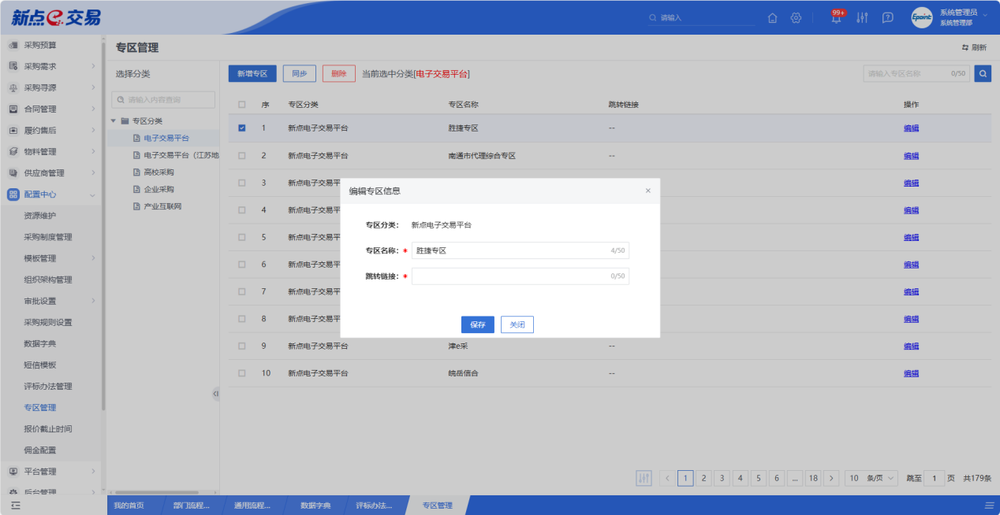 新点e交易
请输入
99+
Epoint
系统管理员
系统管理部
采购预算
采购需求
采购寻源
合同管理
履约售后
物料管理
供应商管理
配置中心
资源维护
采购制度管理
模板管理
组织架构管理
审批设置
采购规则设置
数据字典
短信模板
评标办法管理
专区管理
报价截止时间
佣金配置
平台管理
后台管理
专区管理
刷新
选择分类
请输入内容查询
专区分类
电子交易平台
电子交易平台（江苏地
高校采购
企业采购
产业互联网
新增专区 同步 删除 当前选中分类[电子交易平台]
请输入专区名称 0/50
序 专区分类 专区名称 跳转链接 操作
1 新点电子交易平台 胜捷专区 -- 编辑
2 新点电子交易平台 南通市代理综合专区 -- 编辑
3 新点电子交易平 编辑
4 新点电子交易平 编辑
5 新点电子交易平 编辑
6 新点电子交易平 编辑
7 新点电子交易平 编辑
8 新点电子交易平 编辑
9 新点电子交易平台 津e采 -- 编辑
10 新点电子交易平台 皖岳信合 -- 编辑
编辑专区信息 ×
专区分类： 新点电子交易平台
专区名称：* 胜捷专区 4/50
跳转链接：* 0/50
保存 关闭
1 2 3 4 5 6 ... 18 10 条/页 跳至 1 页 共179条
我的首页 部门流程... 通用流程... 数据字典 评标办法... 专区管理